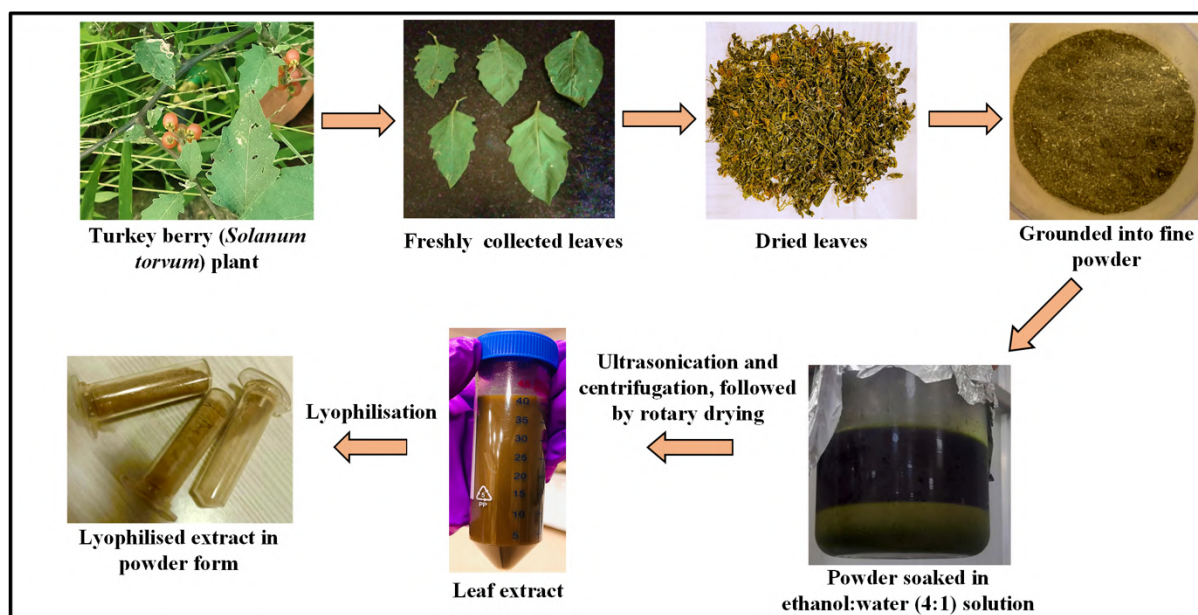 Turkey berry (Solanum
torvum) plant
Freshly collected leaves
Dried leaves
Grounded into fine
powder
Ultrasonication and
centrifugation, followed
by rotary drying
Lyophilisation
Lyophilised extract in
powder form
40
35
30
25
20
15
10
5
5
PP
Leaf extract
Powder soaked in
ethanol:water (4:1) solution